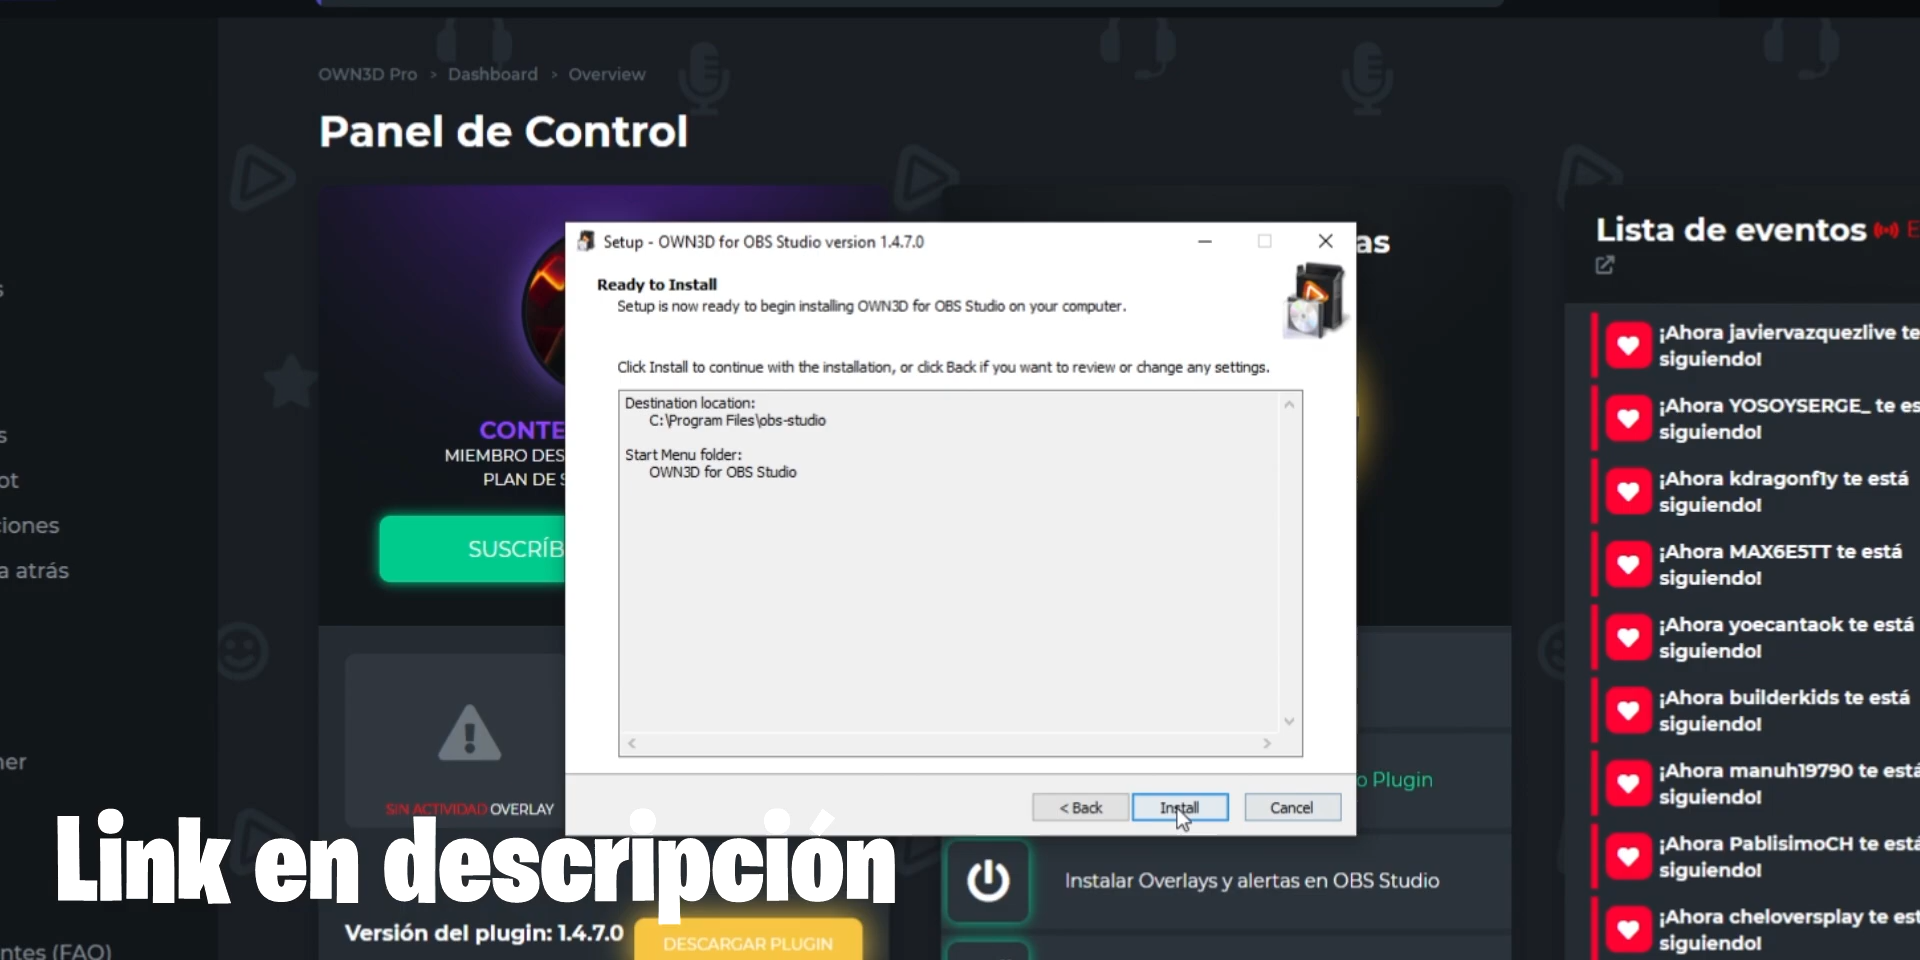 OWN3D Pro > Dashboard > Overview
Panel de Control
Setup - OWN3D for OBS Studio version 1.4.7.0
Ready to Install
Setup is now ready to begin installing OWN3D for OBS Studio on your computer.
Click Install to continue with the installation, or click Back if you want to review or change any settings.
Destination location:
C:\Program Files\obs-studio
Start Menu folder:
OWN3D for OBS Studio
< Back
Install
Cancel
as
CONTE
MIEMBRO DES
PLAN DE S
SUSCRÍB
SIN ACTIVIDAD OVERLAY
Link en descripción
Versión del plugin: 1.4.7.0
DESCARGAR PLUGIN
o Plugin
Instalar Overlays y alertas en OBS Studio
s
s
ot
ciones
a atrás
ner
ntes (FAQ)
Lista de eventos
E
¡Ahora javiervazquezlive te
siguiendo!
¡Ahora YOSOYSERGE_ te es
siguiendo!
¡Ahora kdragonf1y te está
siguiendo!
¡Ahora MAX6E5TT te está
siguiendo!
¡Ahora yoecantaok te está
siguiendo!
¡Ahora builderkids te está
siguiendo!
¡Ahora manuh19790 te está
siguiendo!
¡Ahora PablisimoCH te está
siguiendo!
¡Ahora cheloversplay te est
siguiendo!